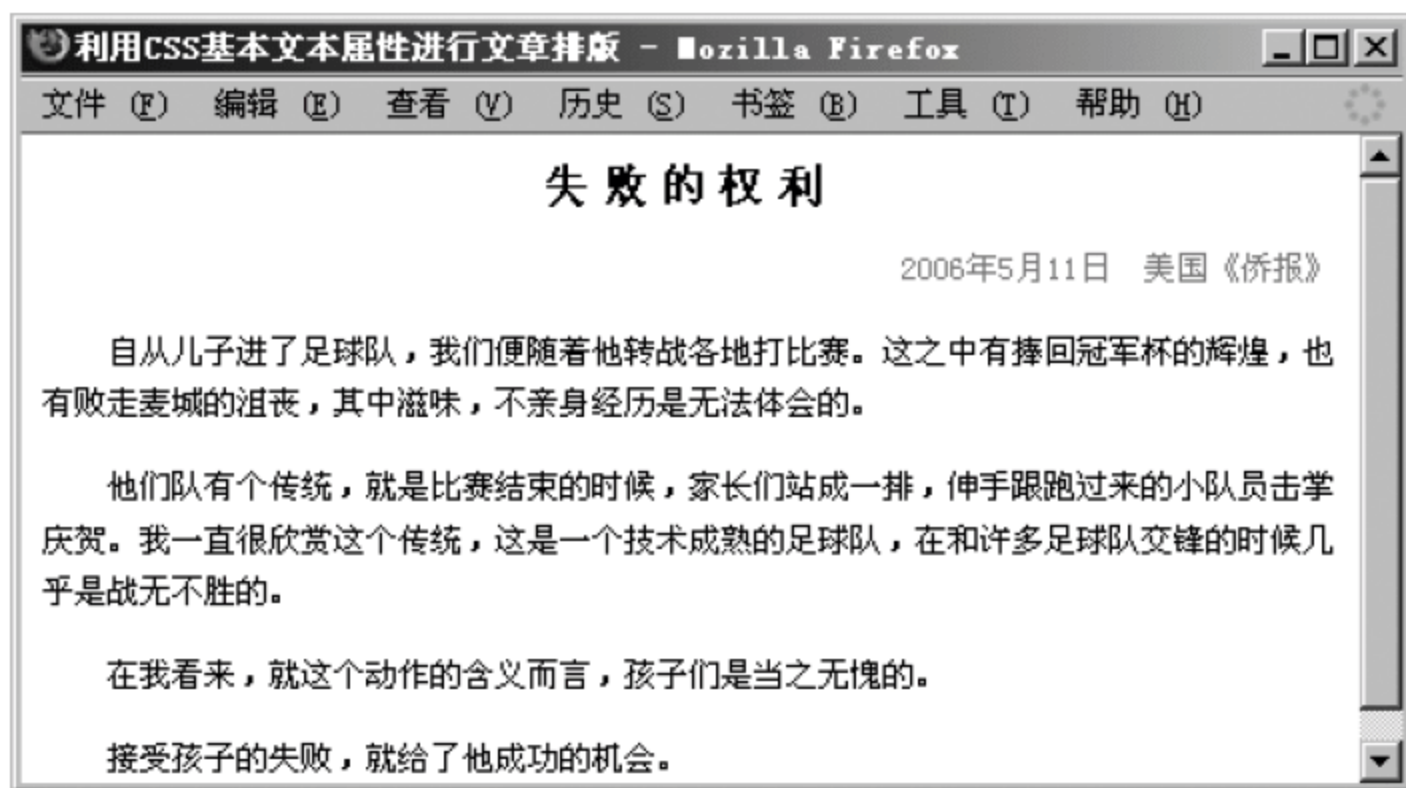 利用CSS基本文本属性进行文章排版 - Mozilla Firefox
文件 (F) 编辑 (E) 查看 (V) 历史 (S) 书签 (B) 工具 (T) 帮助 (H)
失败的权利
2006年5月11日 美国《侨报》
自从儿子进了足球队，我们便随着他转战各地打比赛。这之中有捧回冠军杯的辉煌，也
有败走麦城的沮丧，其中滋味，不亲身经历是无法体会的。
他们队有个传统，就是比赛结束的时候，家长们站成一排，伸手跟跑过来的小队员击掌
庆贺。我一直很欣赏这个传统，这是一个技术成熟的足球队，在和许多足球队交锋的时候几
乎是战无不胜的。
在我看来，就这个动作的含义而言，孩子们是当之无愧的。
接受孩子的失败，就给了他成功的机会。